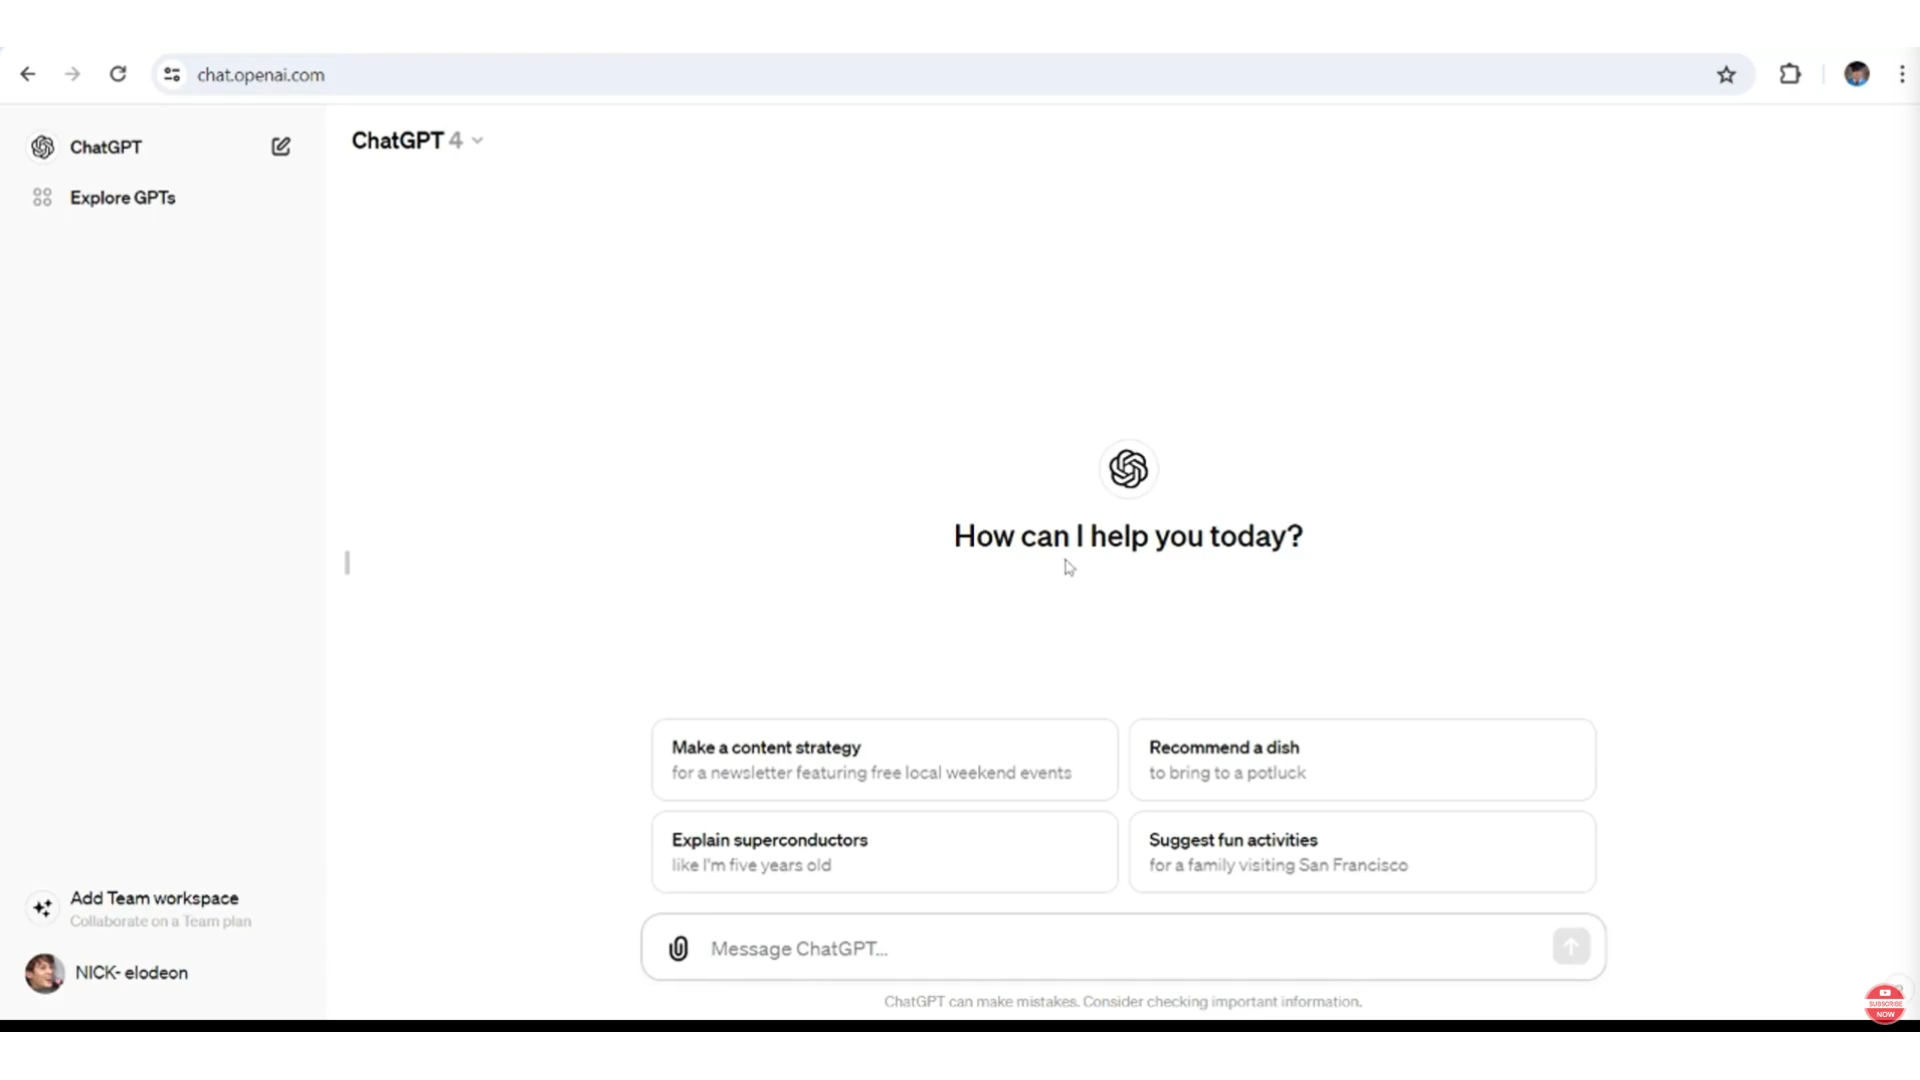 chat.openai.com
ChatGPT
Explore GPTs
ChatGPT 4
How can I help you today?
Make a content strategy
for a newsletter featuring free local weekend events
Recommend a dish
to bring to a potluck
Explain superconductors
like I'm five years old
Suggest fun activities
for a family visiting San Francisco
Add Team workspace
Collaborate on a Team plan
NICK- elodeon
Message ChatGPT...
ChatGPT can make mistakes. Consider checking important information.
SUBSCRIBE
NOW